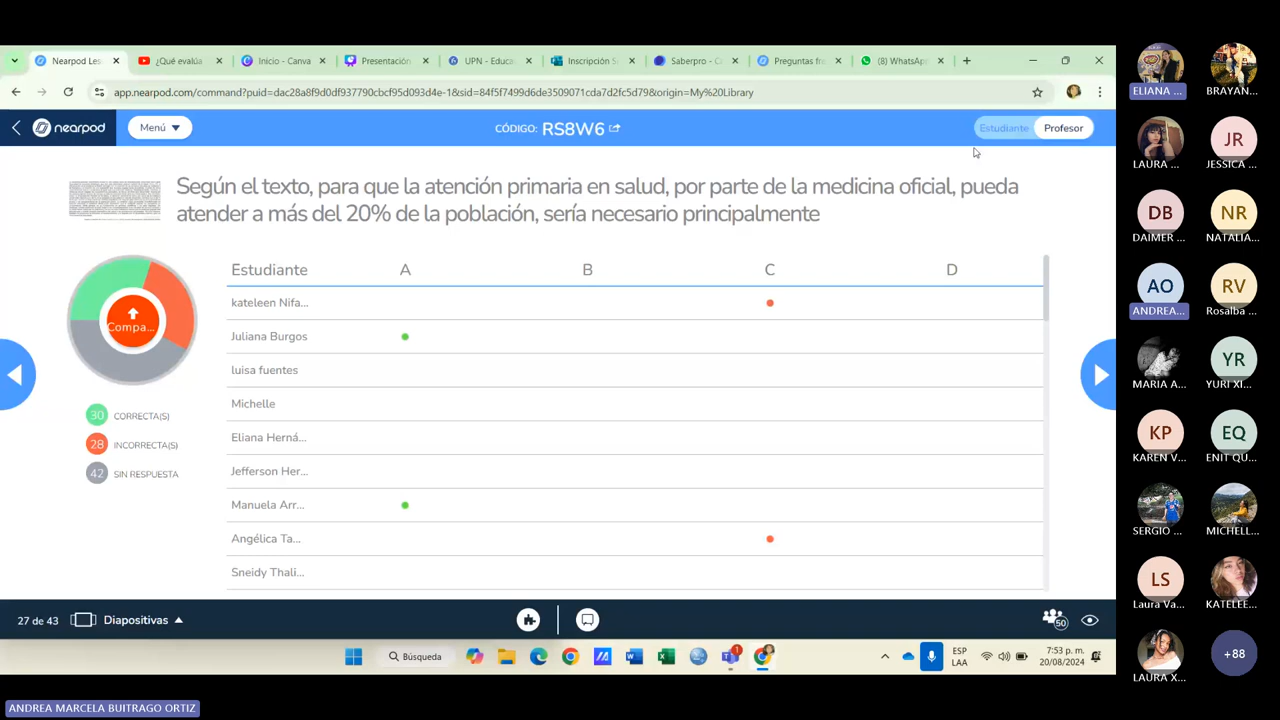 Nearpod Les
¿Qué evalúa
Inicio - Canva
Presentación
UPN - Educa
Inscripción S
Saberpro - C
Preguntas fre
(8) WhatsApp
app.nearpod.com/command?puid=dac28a8f9d0df937790cbcf95d093d4e-1&sid=84f5f7499d6de3509071cda7d2fc5d79&origin=My%20Library
nearpod
Menú
CÓDIGO: RS8W6
Estudiante
Profesor
Según el texto, para que la atención primaria en salud, por parte de la medicina oficial, pueda
atender a más del 20% de la población, sería necesario principalmente
Compa...
30 CORRECTA(S)
28 INCORRECTA(S)
42 SIN RESPUESTA
Estudiante A B C D
kateleen Nifa...
Juliana Burgos
luisa fuentes
Michelle
Eliana Herná...
Jefferson Her...
Manuela Arr...
Angélica Ta...
Sneidy Thali...
27 de 43
Diapositivas
50
Búsqueda
1
ESP
LAA
7:53 p. m.
20/08/2024
ELIANA ...
BRAYAN...
LAURA ...
JR
JESSICA ...
DB
DAIMER ...
NR
NATALIA...
AO
ANDREA...
RV
Rosalba ...
MARIA A...
YR
YURI XI...
KP
KAREN V...
EQ
ENIT QU...
SERGIO ...
MICHELL...
LS
Laura Va...
KATELEE...
LAURA X...
+88
ANDREA MARCELA BUITRAGO ORTIZ